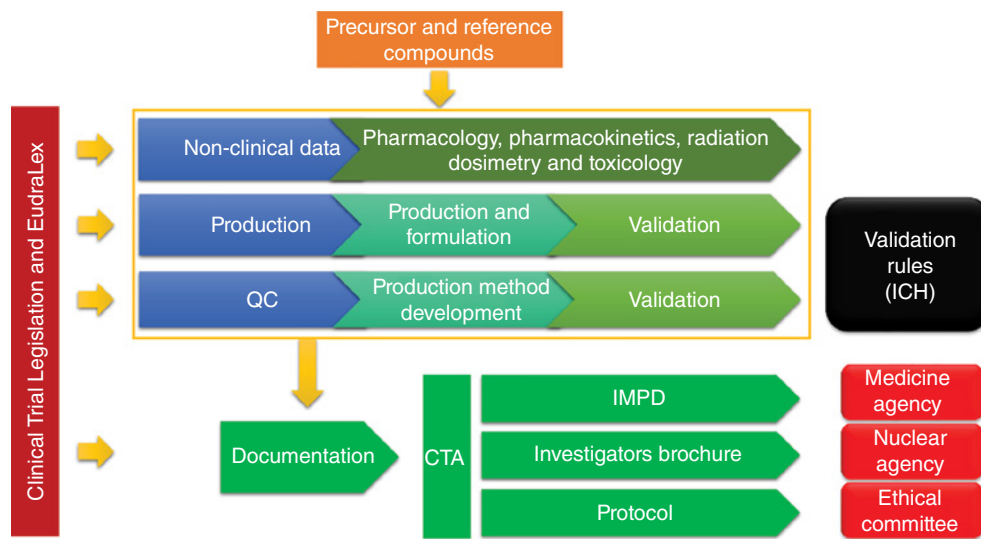 Precursor and reference
compounds
Clinical Trial Legislation and EudraLex
Non-clinical data
Pharmacology, pharmacokinetics, radiation
dosimetry and toxicology
Production
Production and
formulation
Validation
QC
Production method
development
Validation
Validation
rules
(ICH)
Documentation
CTA
IMPD
Investigators brochure
Protocol
Medicine
agency
Nuclear
agency
Ethical
committee